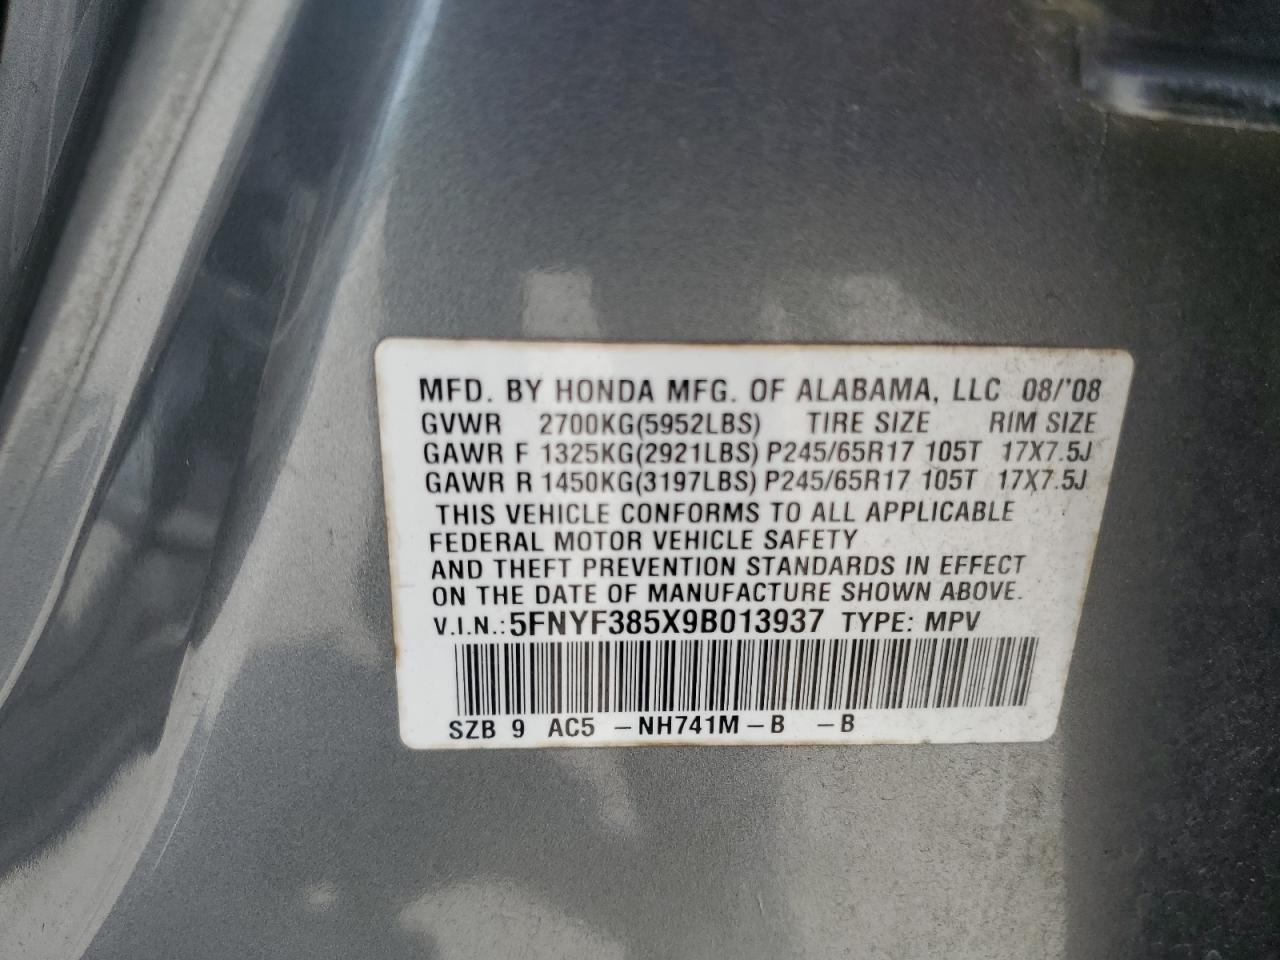 MFD. BY HONDA MFG. OF ALABAMA, LLC 08/'08
GVWR 2700KG(5952LBS) TIRE SIZE RIM SIZE
GAWR F 1325KG(2921LBS) P245/65R17 105T 17X7.5J
GAWR R 1450KG(3197LBS) P245/65R17 105T 17X7.5J
THIS VEHICLE CONFORMS TO ALL APPLICABLE
FEDERAL MOTOR VEHICLE SAFETY
AND THEFT PREVENTION STANDARDS IN EFFECT
ON THE DATE OF MANUFACTURE SHOWN ABOVE.
V.I.N.: 5FNYF385X9B013937 TYPE: MPV
SZB 9 AC5 -NH741M-B -B